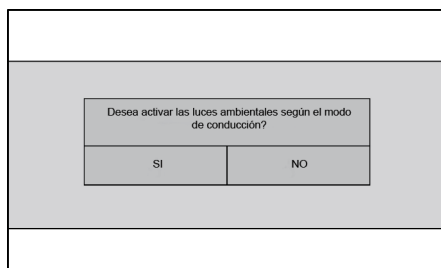 Desea activar las luces ambientales según el modo
de conducción?
SI
NO